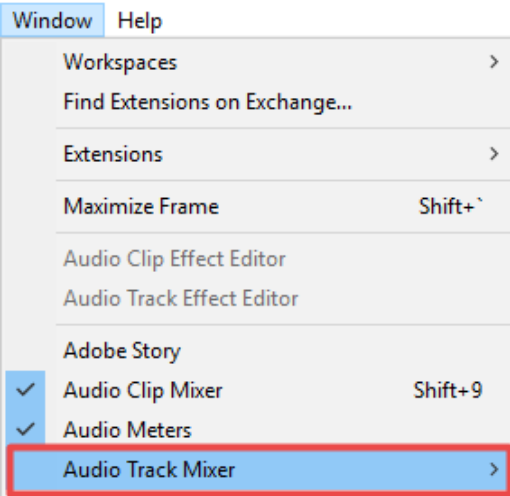 Window Help
Workspaces >
Find Extensions on Exchange...
Extensions >
Maximize Frame Shift+`
Audio Clip Effect Editor
Audio Track Effect Editor
Adobe Story
Audio Clip Mixer Shift+9
Audio Meters
Audio Track Mixer >